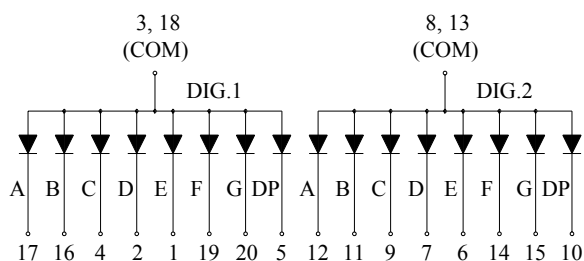 3, 18 8, 13
(COM) (COM)
DIG.1 DIG.2
A B C D E F G DP A B C D E F G DP
17 16 4 2 1 19 20 5 12 11 9 7 6 14 15 10